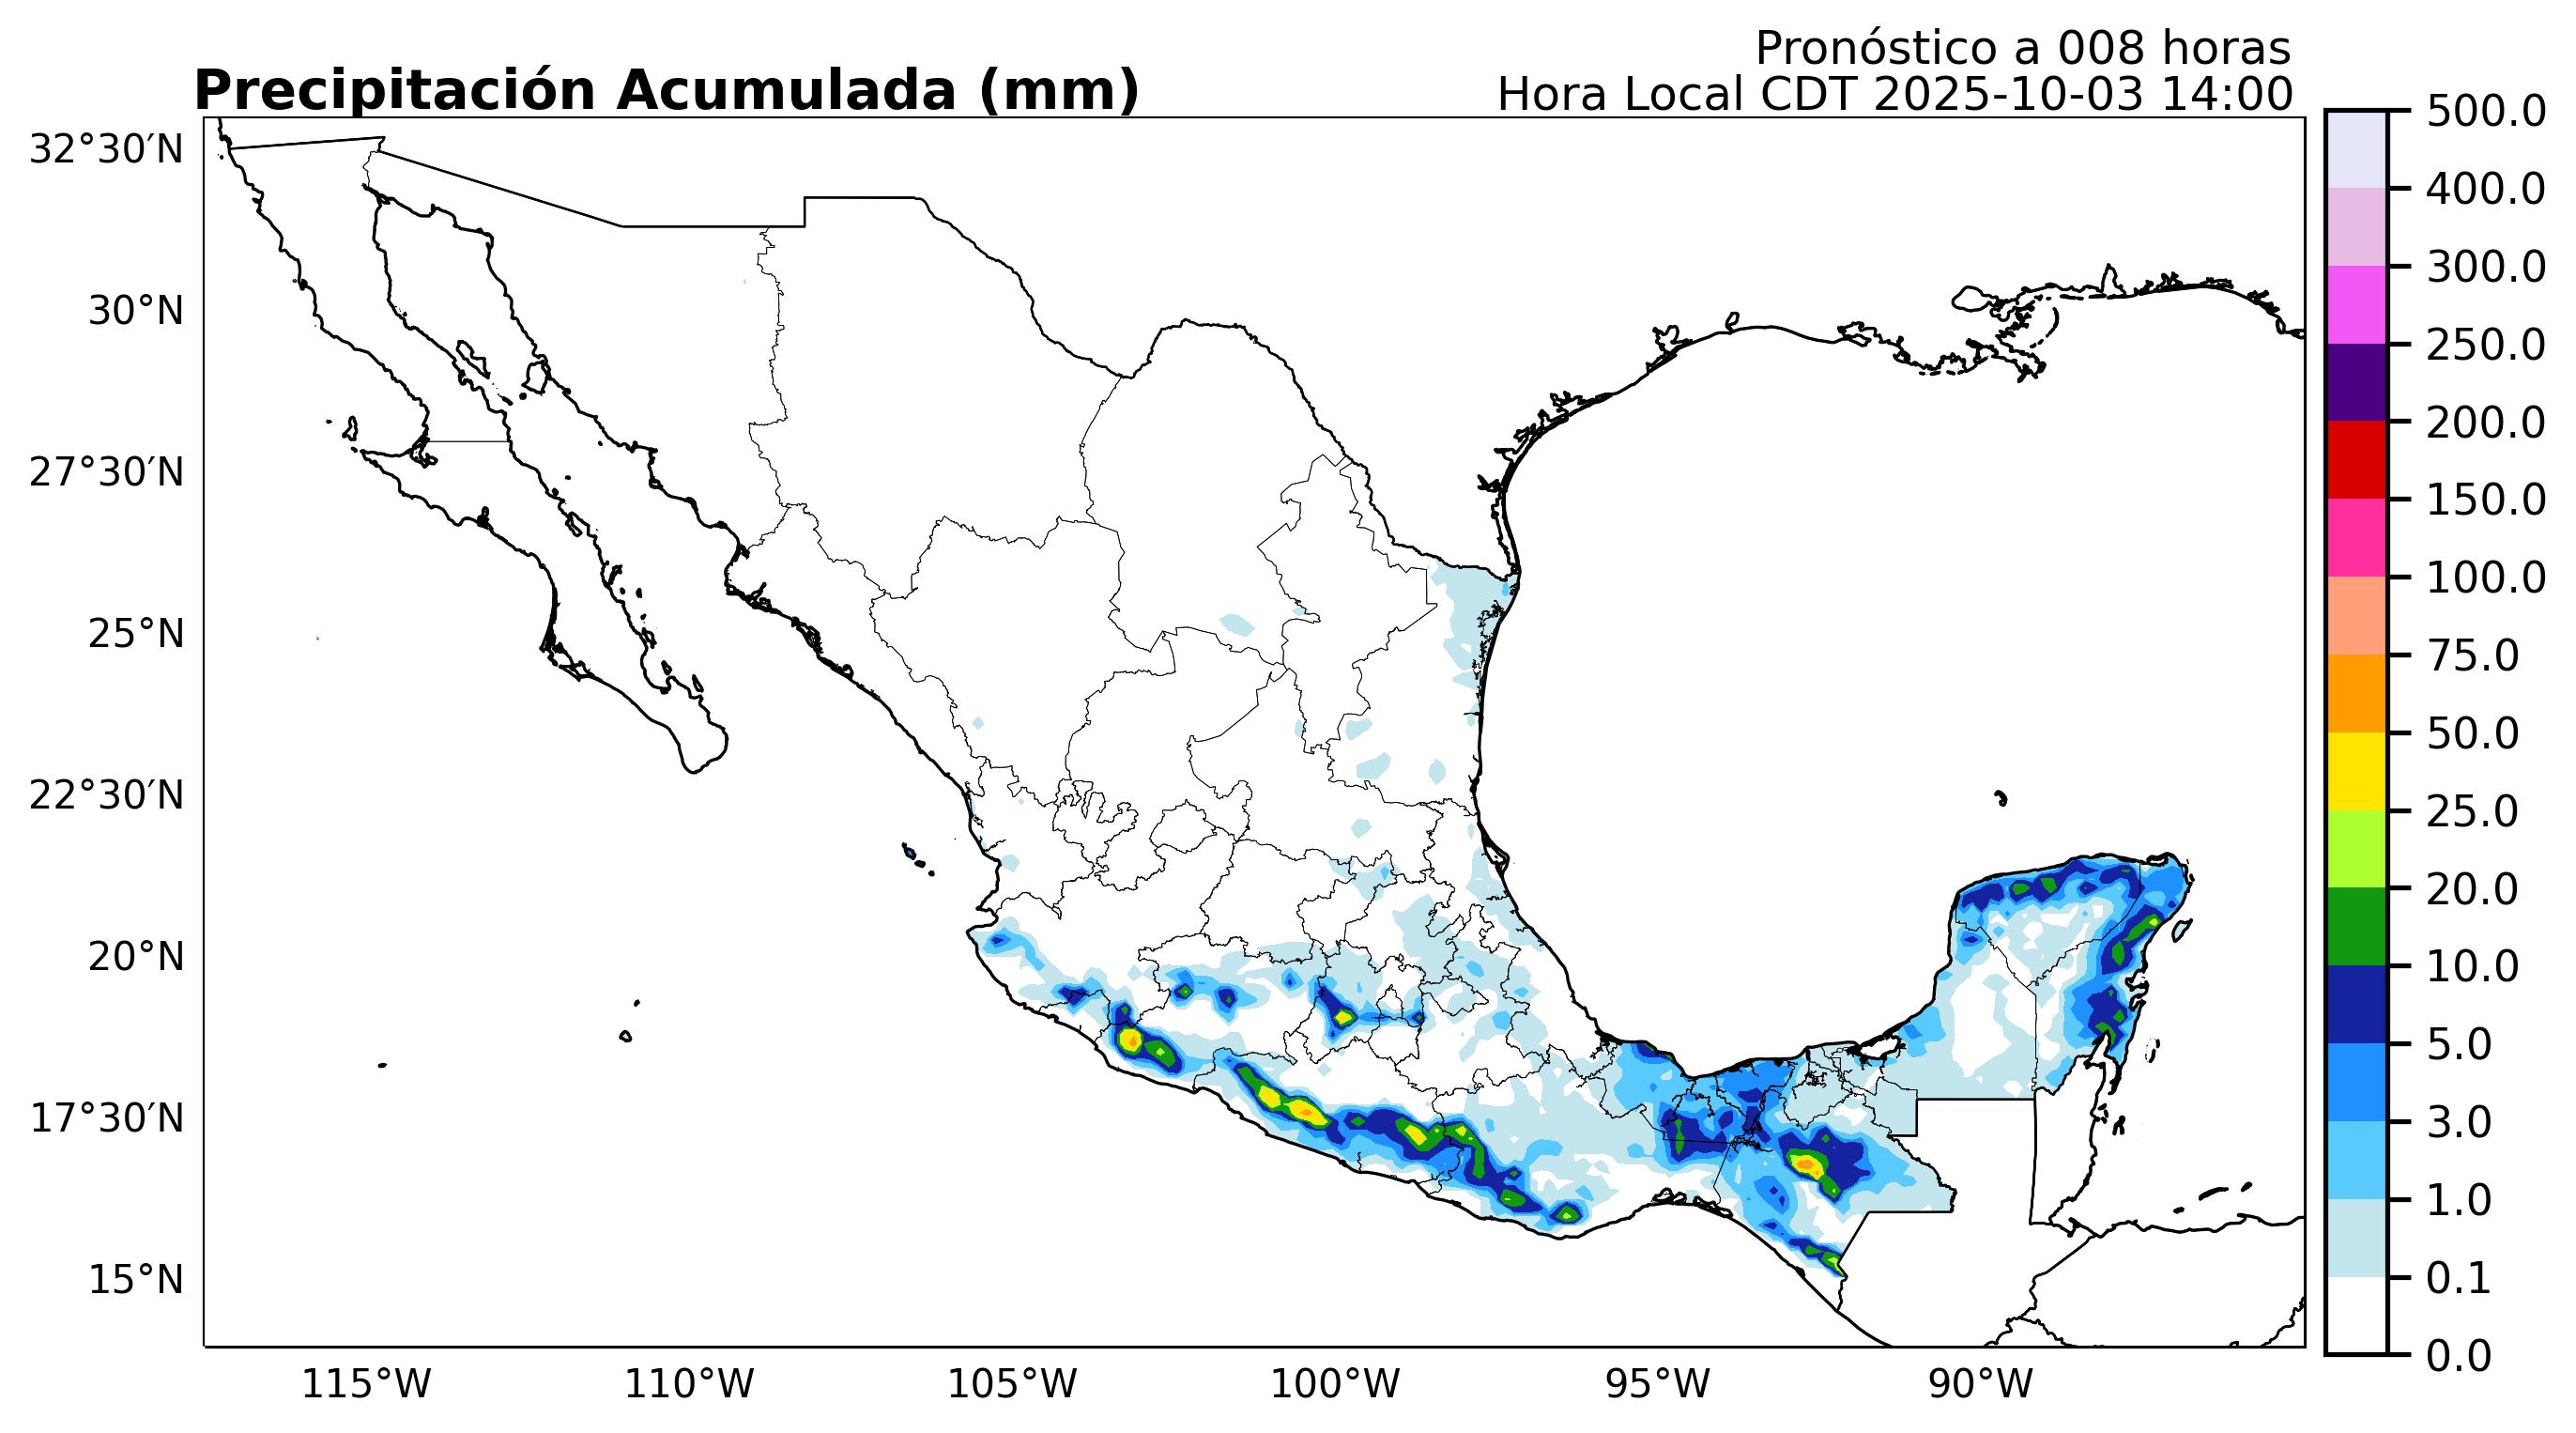 Pronóstico a 008 horas
Precipitación Acumulada (mm)
Hora Local CDT 2025-10-03 14:00
32°30′N
30°N
27°30′N
25°N
22°30′N
20°N
17°30′N
15°N
115°W
110°W
105°W
100°W
95°W
90°W
500.0
400.0
300.0
250.0
200.0
150.0
100.0
75.0
50.0
25.0
20.0
10.0
5.0
3.0
1.0
0.1
0.0